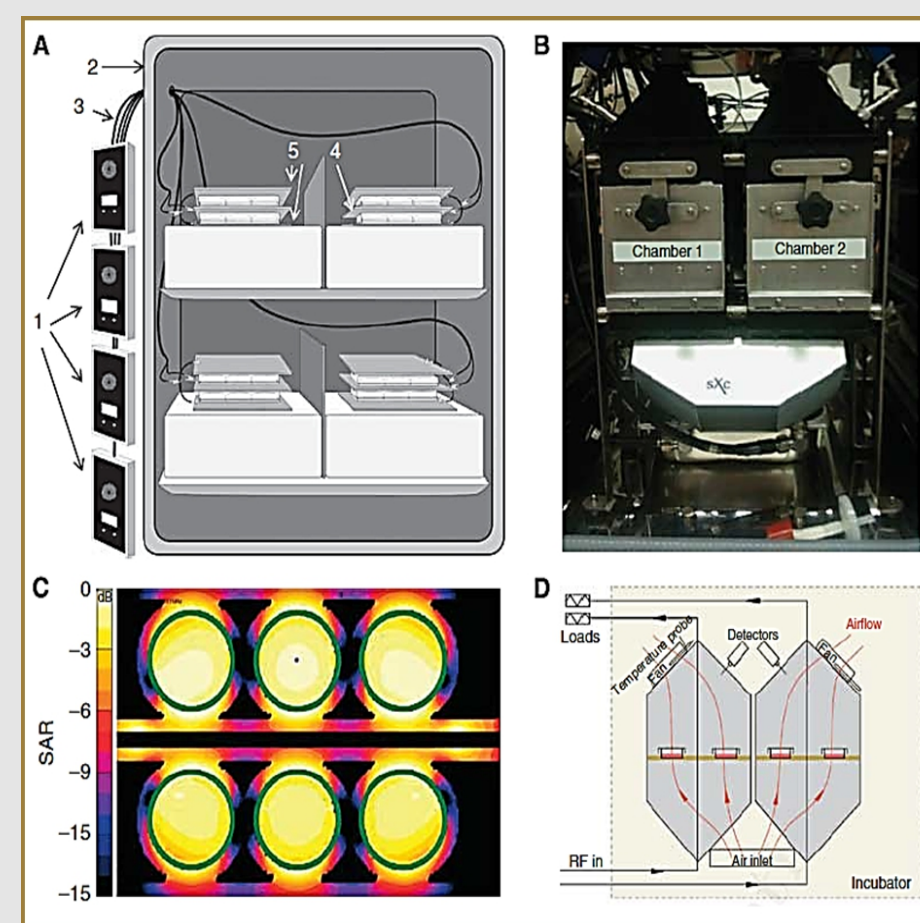 A
2
3
5 4
1
B
Chamber 1 Chamber 2
sXc
C
0
dB
−3
−6
−9
−15
−15
SAR
D
Loads
Temperature probe
Fan
Detectors
Fan
Airflow
RF in
Air inlet
Incubator